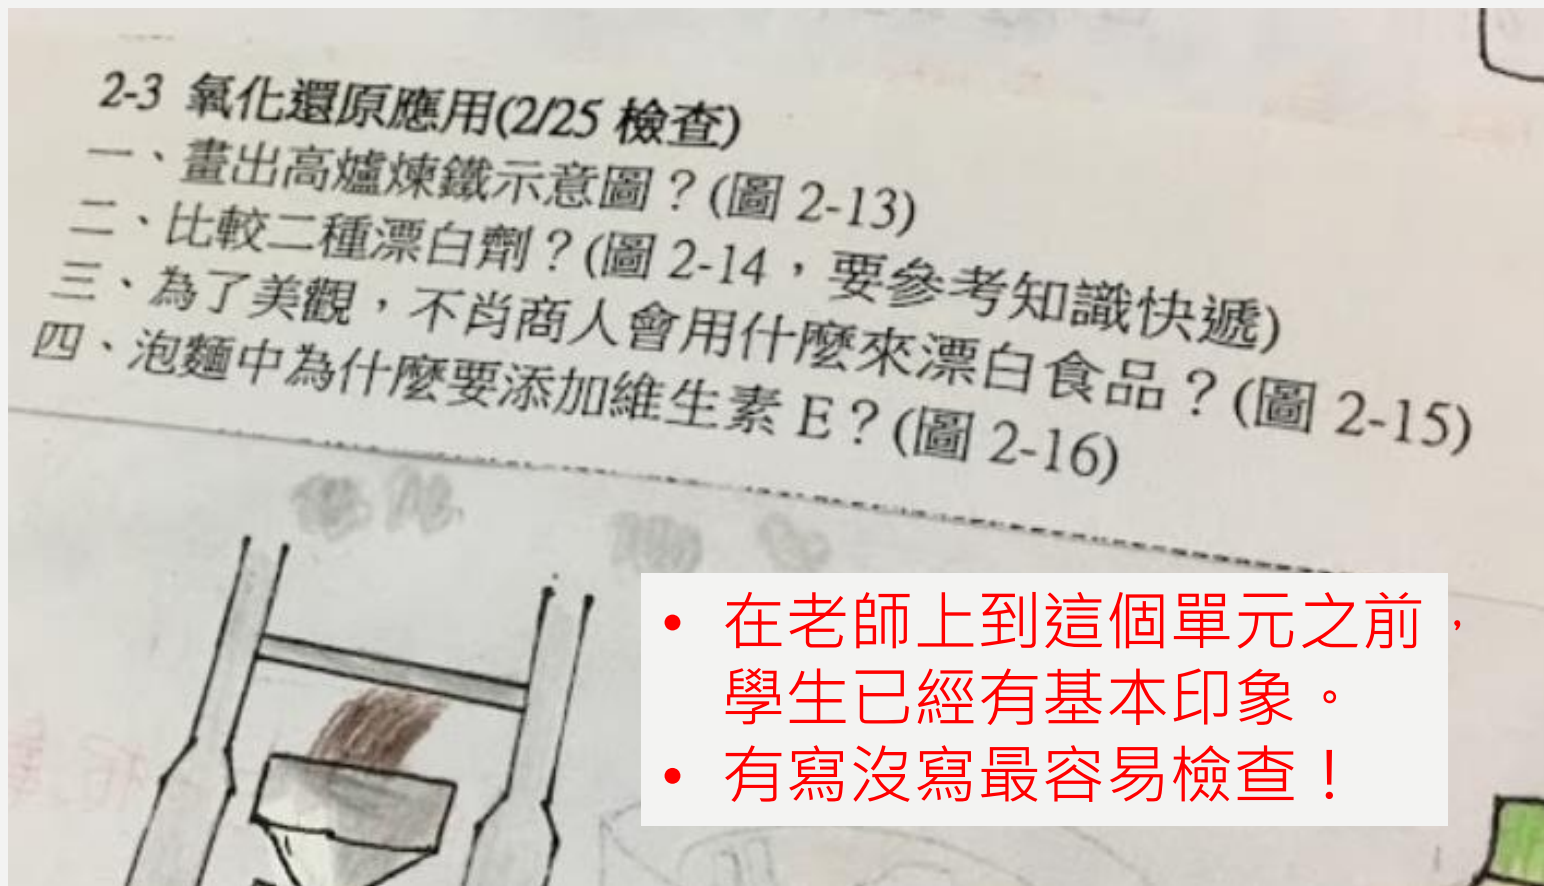 2-3 氧化還原應用(2/25 檢查)
一、畫出高爐煉鐵示意圖？(圖 2-13)
二、比較二種漂白劑？(圖 2-14，要參考知識快遞)
三、為了美觀，不肖商人會用什麼來漂白食品？(圖 2-15)
四、泡麵中為什麼要添加維生素 E？(圖 2-16)
• 在老師上到這個單元之前，
學生已經有基本印象。
• 有寫沒寫最容易檢查！